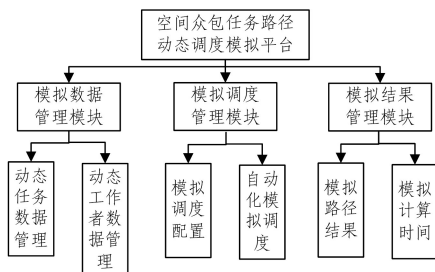 空间众包任务路径
动态调度模拟平台
模拟数据
管理模块
模拟调度
管理模块
模拟结果
管理模块
动态
任务
数据
管理
动态
工作
者数
据管
理
模拟
调度
配置
自动
化模
拟调
度
模拟
路径
结果
模拟
计算
时间